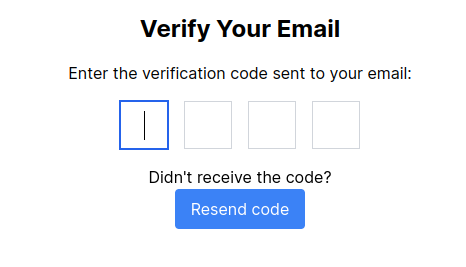 Verify Your Email
Enter the verification code sent to your email:
Didn't receive the code?
Resend code